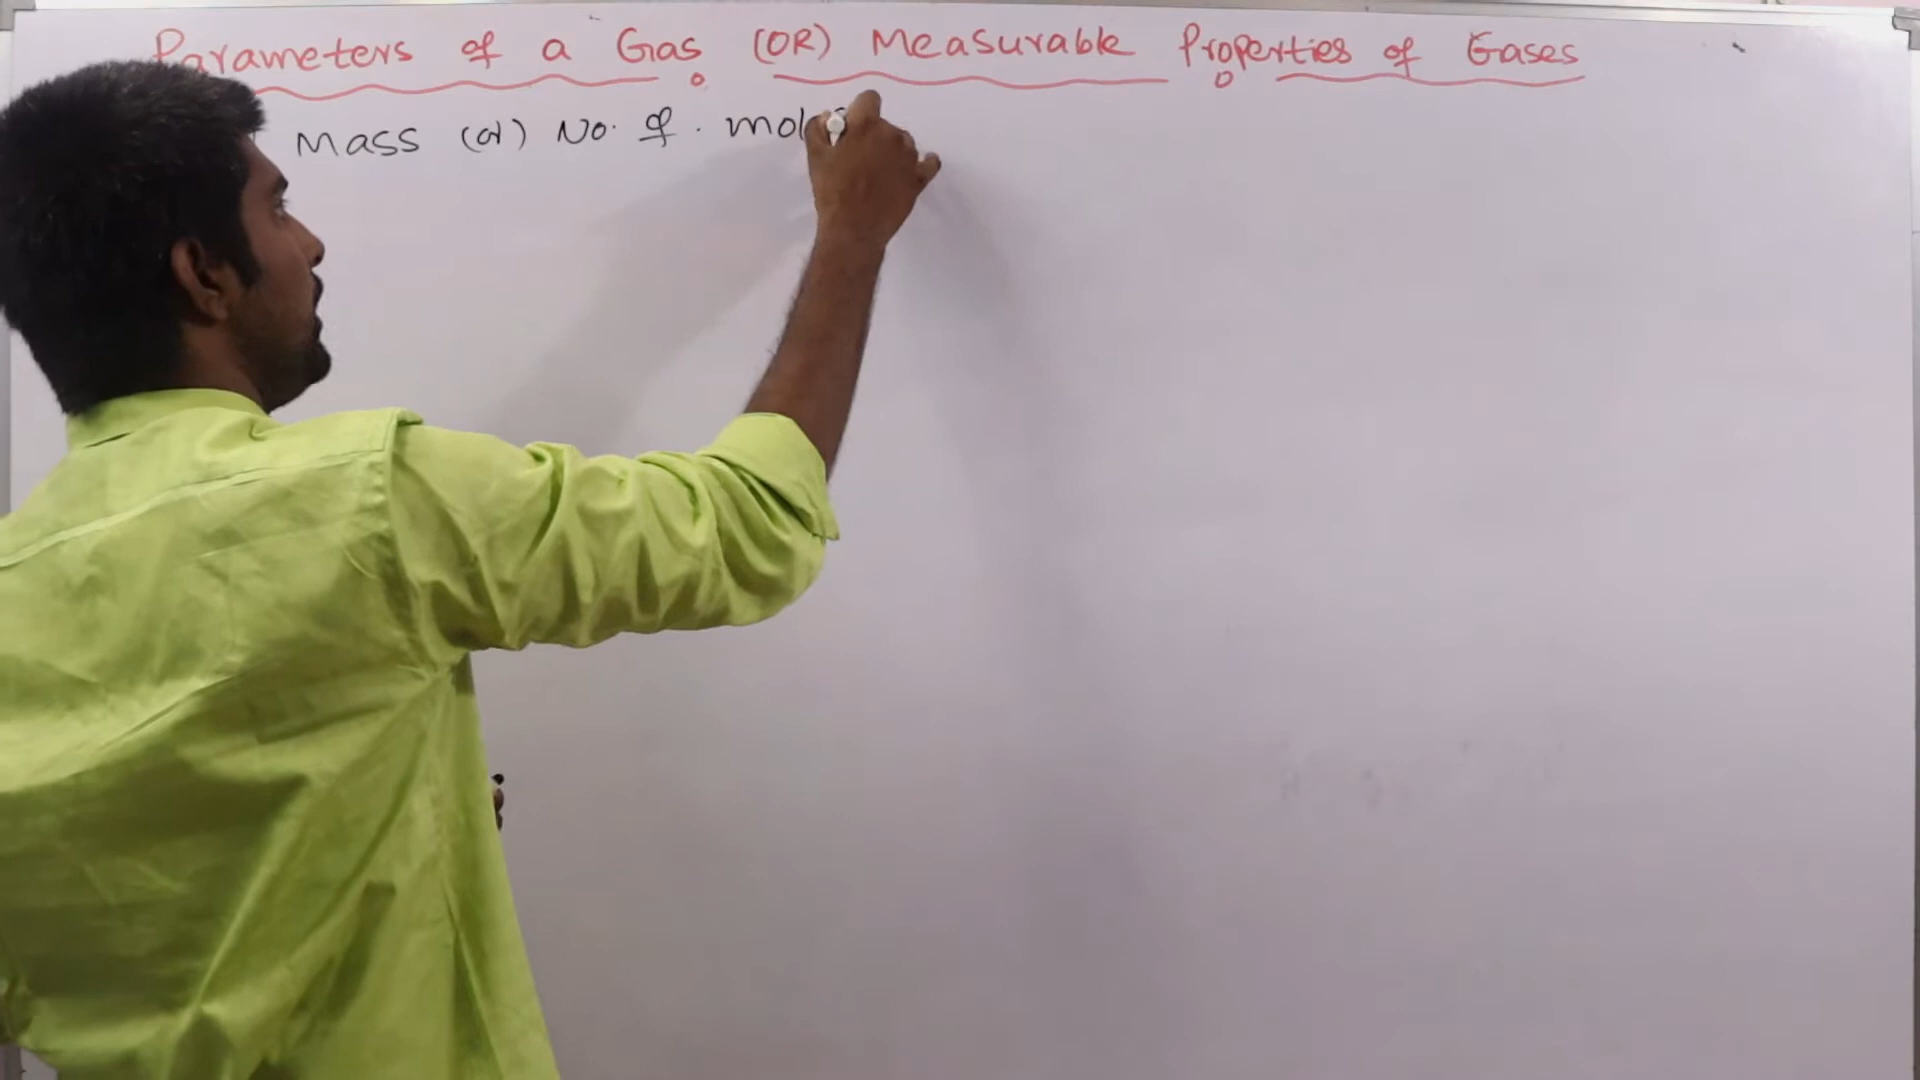 Parameters of a Gas (OR) Measurable Properties of Gases
Mass (or) No. of. mol